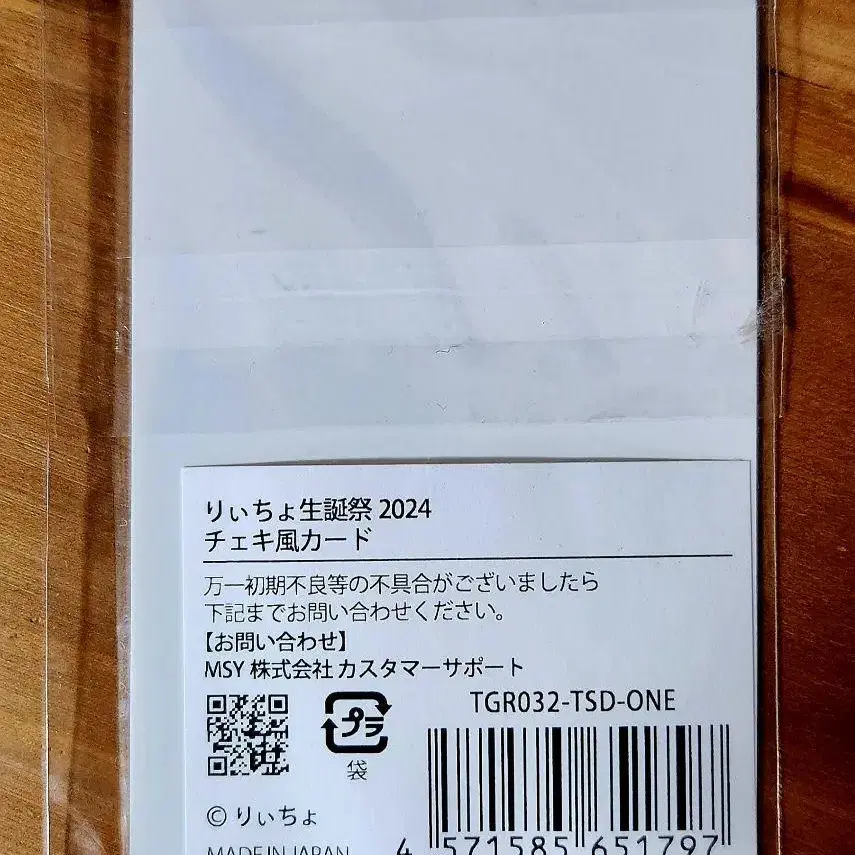 りぃちょ生誕祭 2024
チェキ風カード
万一初期不良等の不具合がございましたら
下記までお問い合わせください。
【お問い合わせ】
MSY 株式会社 カスタマーサポート
TGR032-TSD-ONE
プラ
袋
© りぃちょ
MADE IN JAPAN
4 571585 651797